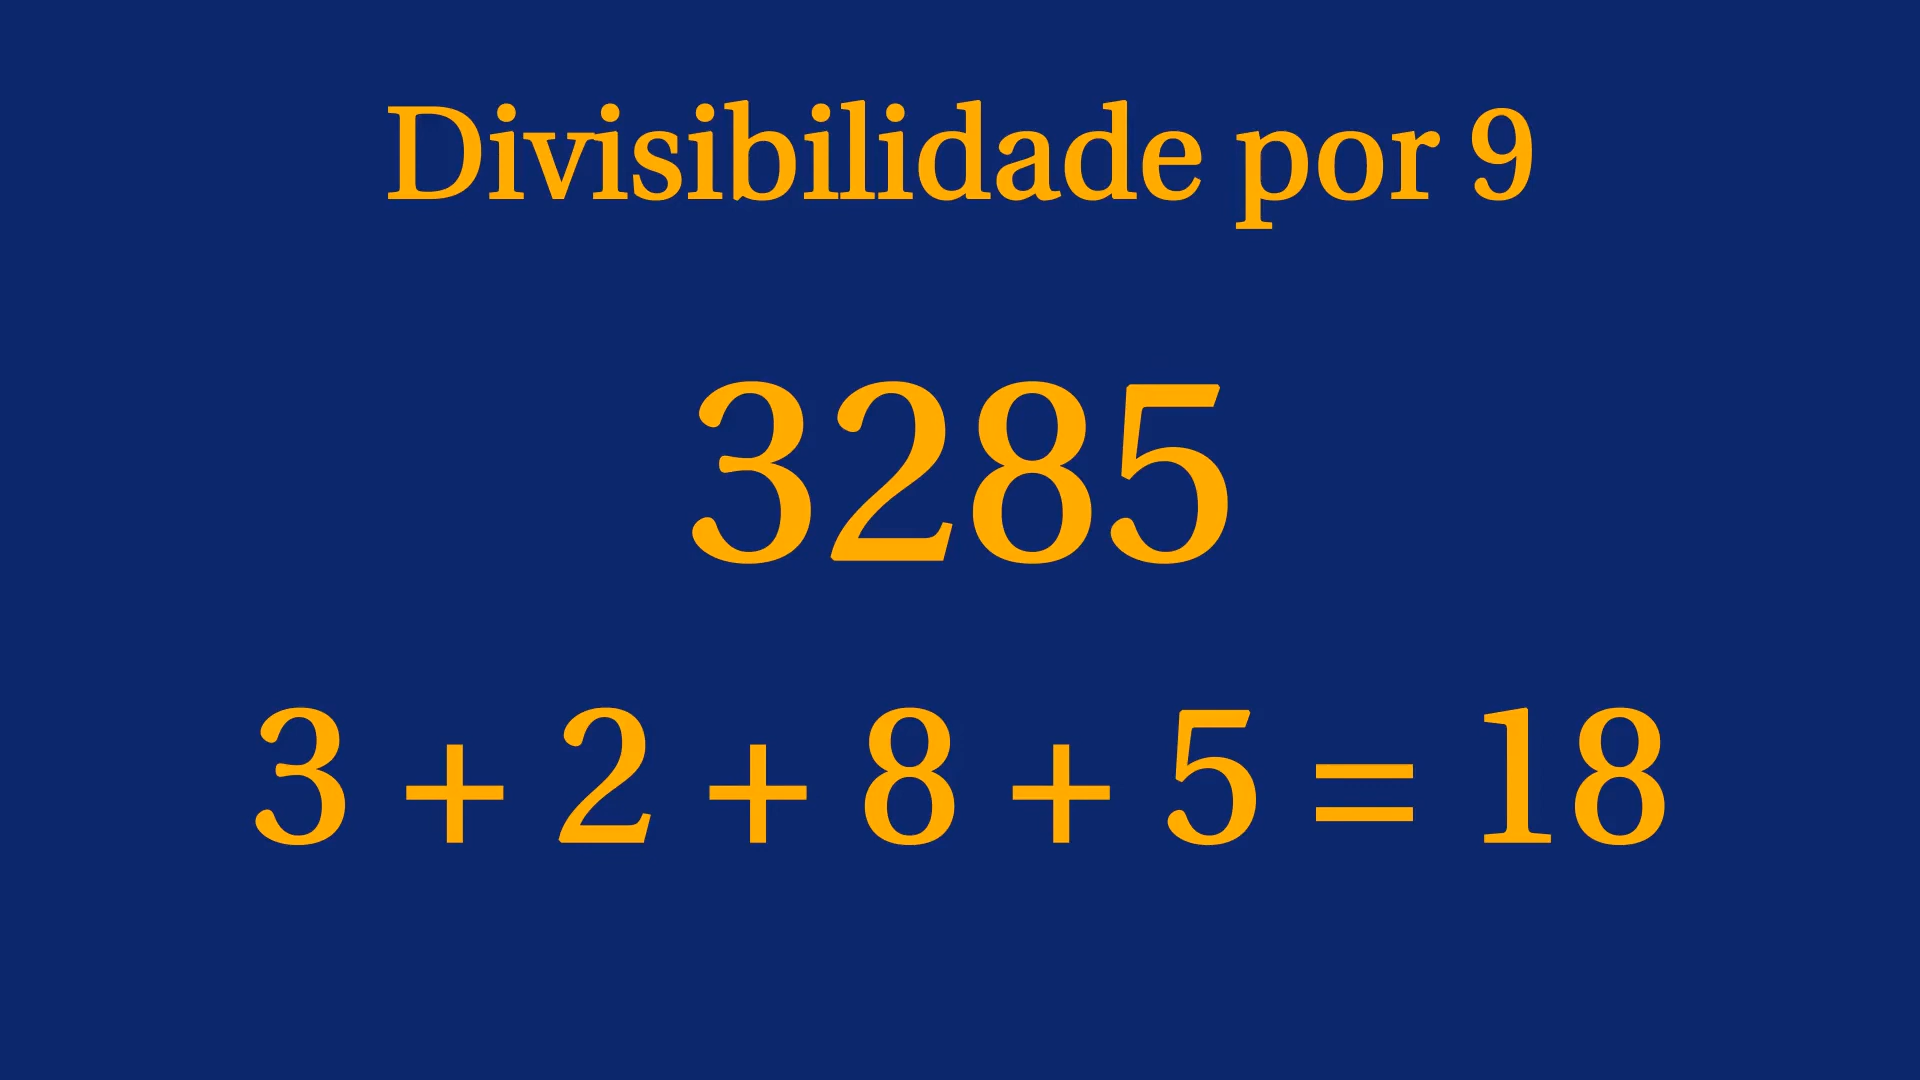 Divisibilidade por 9
3285
3 + 2 + 8 + 5 = 18